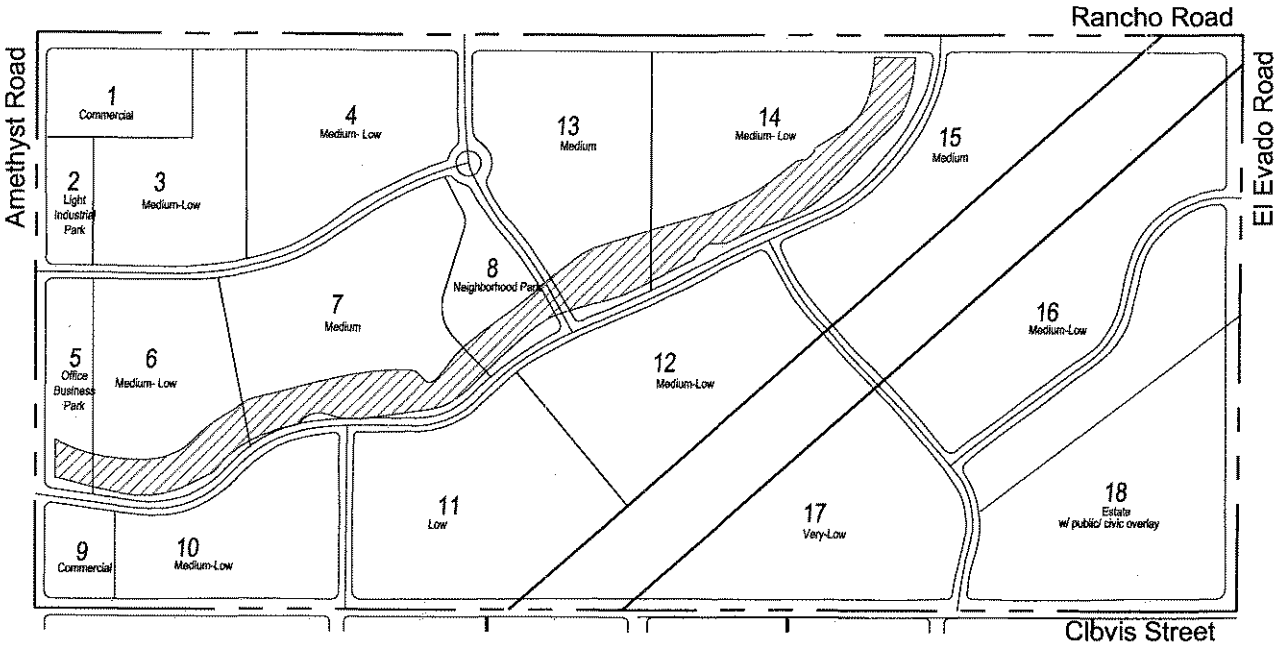 Rancho Road
Amethyst Road
El Evado Road
1
Commercial
4
Medium- Low
13
Medium
14
Medium- Low
15
Medium
2
Light
Industrial
Park
3
Medium-Low
8
Neighborhood Park
7
Medium
16
Medium-Low
5
Office
Business
Park
6
Medium- Low
12
Medium-Low
11
Low
17
Very-Low
18
Estate
w/ public/ civic overlay
9
Commercial
10
Medium-Low
Clovis Street